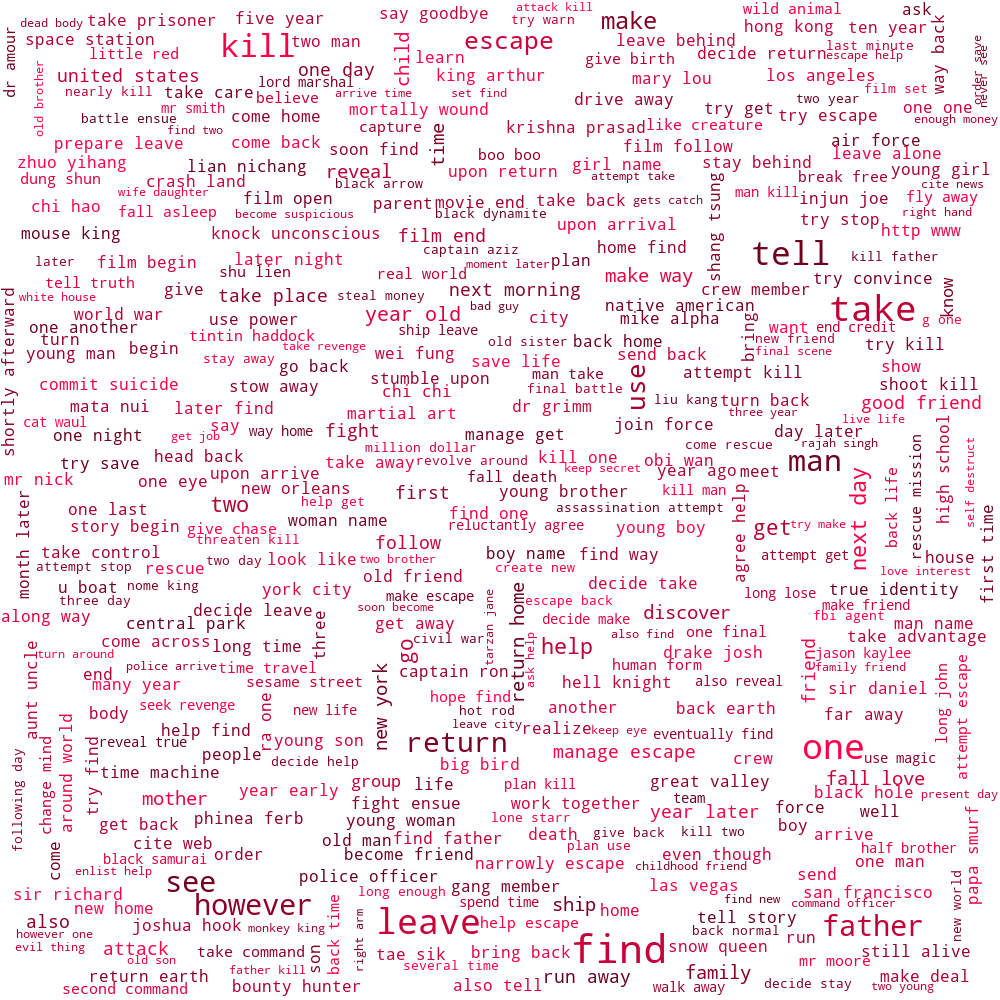 dead body
take prisoner
five year
say goodbye
attack kill
try warn
wild animal
ask
space station
kill
two man
child
escape
make
leave behind
hong kong
ten year
dr amour
little red
learn
give birth
decide return
last minute
escape help
way back
order save
never see
united states
one day
king arthur
mary lou
los angeles
old brother
nearly kill
take care
lord marshal
believe
arrive time
set find
drive away
two year
film set
one one
mr smith
come home
mortally wound
try get
try escape
enough money
battle ensue
find two
capture
time
krishna prasad
like creature
air force
prepare leave
come back
soon find
boo boo
film follow
leave alone
zhuo yihang
lian nichang
reveal
upon return
girl name
stay behind
break free
young girl
dung shun
crash land
black arrow
attempt take
shang tsung
man kill
cite news
wife daughter
film open
parent
movie end
take back
gets catch
injun joe
fly away
chi hao
fall asleep
become suspicious
black dynamite
upon arrival
try stop
right hand
mouse king
knock unconscious
film end
captain aziz
home find
tell
http www
later
film begin
later night
moment later
plan
kill father
shu lien
real world
make way
try convince
tell truth
give
take place
steal money
next morning
crew member
know
white house
shortly afterward
world war
year old
bad guy
city
native american
take
one another
use power
mike alpha
bring
g one
turn
tintin haddock
ship leave
old sister
back home
want
end credit
new friend
try kill
young man
begin
take revenge
wei fung
send back
final scene
stay away
go back
save life
show
commit suicide
stow away
stumble upon
man take
use
attempt kill
shoot kill
chi chi
final battle
mata nui
later find
martial art
dr grimm
liu kang
turn back
good friend
three year
cat waul
say
way home
fight
join force
live life
one night
get job
manage get
day later
million dollar
come rescue
rajah singh
high school
head back
kill one
obi wan
man
try save
take away
revolve around
keep secret
year ago
meet
self destruct
mr nick
one eye
upon arrive
fall death
next day
back life
rescue mission
new orleans
first
young brother
kill man
month later
one last
two
help get
find one
assassination attempt
get
try make
first time
story begin
give chase
woman name
reluctantly agree
young boy
threaten kill
take control
follow
boy name
find way
agree help
attempt get
house
attempt stop
rescue
two day
look like
two brother
create new
love interest
old friend
u boat
nome king
york city
make escape
decide take
long lose
true identity
three day
soon become
tarzan jane
escape back
make friend
along way
decide leave
discover
fbi agent
central park
three
get away
return home
decide make
man name
come across
long time
go
civil war
ask help
help
also find
one final
take advantage
turn around
drake josh
friend
jason kaylee
aunt uncle
police arrive
time travel
captain ron
human form
family friend
end
sesame street
hell knight
also reveal
sir daniel
long john
attempt escape
many year
new york
hope find
body
seek revenge
ra one
new life
hot rod
another
back earth
far away
help find
leave city
realize
keep eye
reveal true
young son
eventually find
people
return
one
following day
change mind
around world
try find
decide help
manage escape
crew
use magic
time machine
big bird
group
life
plan kill
great valley
fall love
mother
year early
team
black hole
present day
fight ensue
work together
year later
force
well
get back
phinea ferb
young woman
lone starr
boy
cite web
old man
find father
death
give back
kill two
arrive
come
plan use
half brother
papa smurf
black samurai
order
become friend
even though
one man
enlist help
narrowly escape
childhood friend
see
police officer
send
sir richard
long enough
gang member
las vegas
san francisco
new home
however
back time
spend time
ship
home
find new
command officer
new world
also
tell story
father
joshua hook
monkey king
leave
help escape
back normal
however one
run
evil thing
attack
take command
son
right arm
find
snow queen
still alive
old son
tae sik
bring back
mr moore
return earth
father kill
several time
run away
family
make deal
second command
bounty hunter
also tell
walk away
decide stay
two young